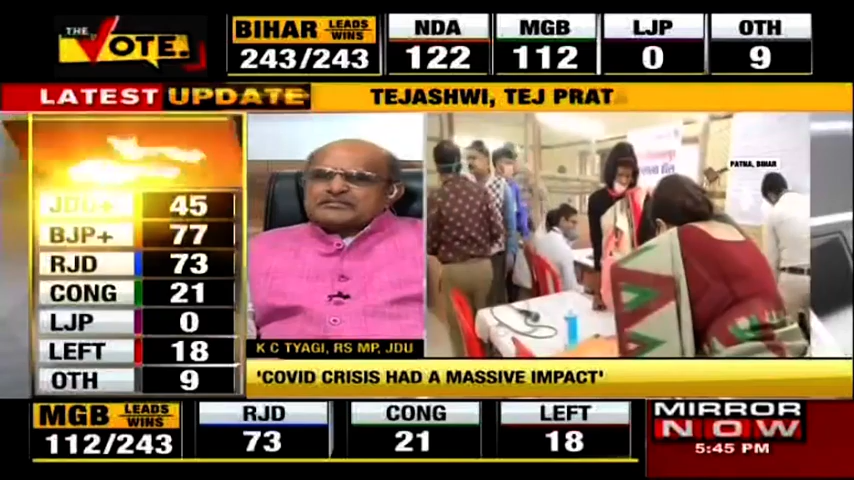 THE VOTE.
BIHAR LEADS WINS
243/243
NDA MGB LJP OTH
122 112 0 9
LATEST UPDATE TEJASHWI, TEJ PRAT
JDU+ 45
BJP+ 77
RJD 73
CONG 21
LJP 0
LEFT 18
OTH 9
PATNA, BIHAR
K C TYAGI, RS MP, JDU
'COVID CRISIS HAD A MASSIVE IMPACT'
MGB LEADS WINS
112/243
RJD CONG LEFT
73 21 18
MIRROR
NOW
5:45 PM